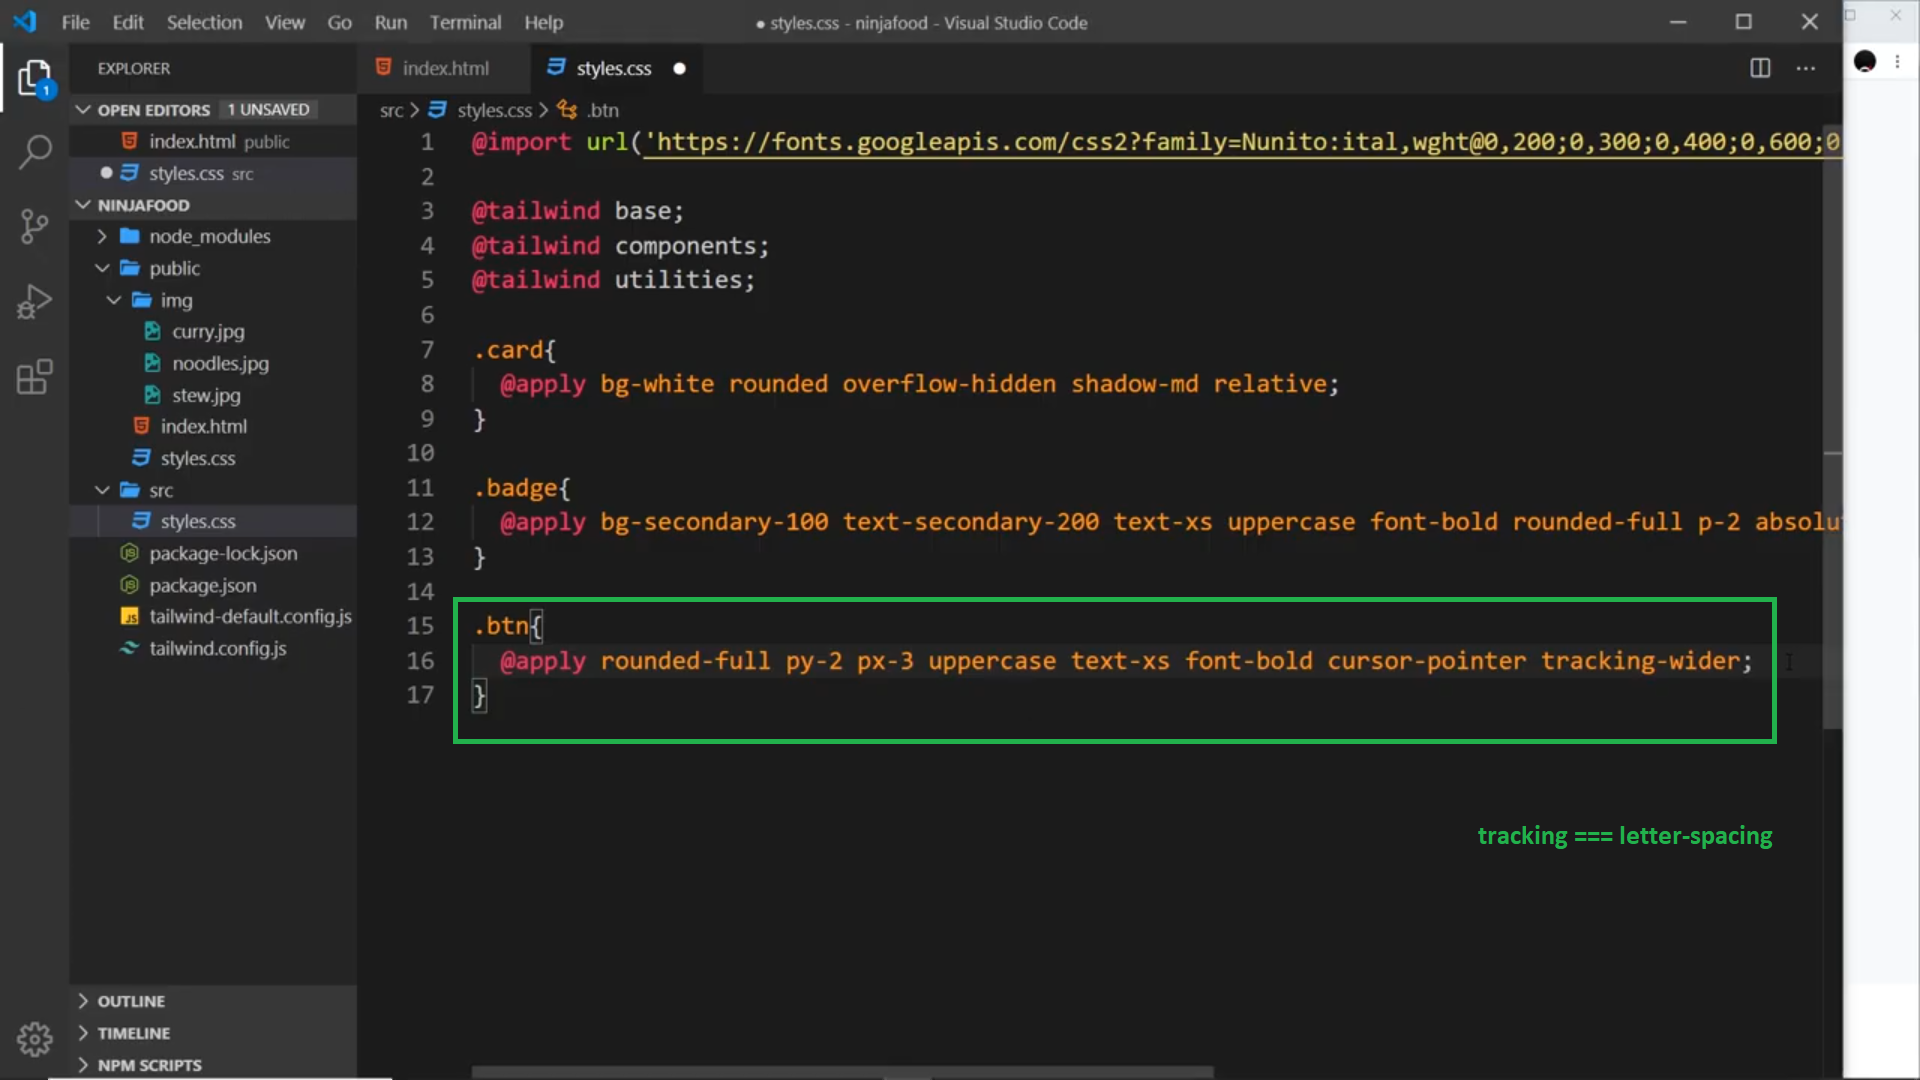 File Edit Selection View Go Run Terminal Help
● styles.css - ninjafood - Visual Studio Code
EXPLORER
OPEN EDITORS 1 UNSAVED
index.html public
styles.css src
NINJAFOOD
node_modules
public
img
curry.jpg
noodles.jpg
stew.jpg
index.html
styles.css
src
styles.css
package-lock.json
package.json
tailwind-default.config.js
tailwind.config.js
OUTLINE
TIMELINE
NPM SCRIPTS
1
index.html styles.css
src > styles.css > .btn
1 @import url('https://fonts.googleapis.com/css2?family=Nunito:ital,wght@0,200;0,300;0,400;0,600;0
2
3 @tailwind base;
4 @tailwind components;
5 @tailwind utilities;
6
7 .card{
8 @apply bg-white rounded overflow-hidden shadow-md relative;
9 }
10
11 .badge{
12 @apply bg-secondary-100 text-secondary-200 text-xs uppercase font-bold rounded-full p-2 absolu
13 }
14
15 .btn{
16 @apply rounded-full py-2 px-3 uppercase text-xs font-bold cursor-pointer tracking-wider;
17 }
tracking === letter-spacing